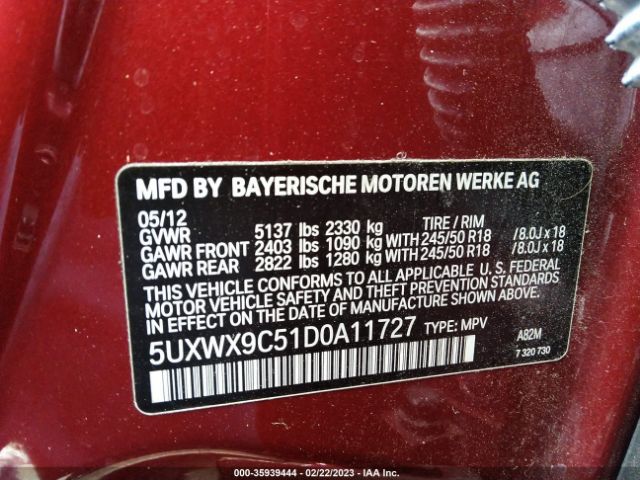 MFD BY BAYERISCHE MOTOREN WERKE AG
05/12
GVWR 5137 lbs 2330 kg TIRE / RIM
GAWR FRONT 2403 lbs 1090 kg WITH 245/50 R18 /8.0J x 18
GAWR REAR 2822 lbs 1280 kg WITH 245/50 R18 /8.0J x 18
THIS VEHICLE CONFORMS TO ALL APPLICABLE U. S. FEDERAL
MOTOR VEHICLE SAFETY AND THEFT PREVENTION STANDARDS
IN EFFECT ON THE DATE OF MANUFACTURE SHOWN ABOVE.
5UXWX9C51D0A11727 TYPE: MPV A82M
7 320 730
000-35939444 - 02/22/2023 - IAA Inc.